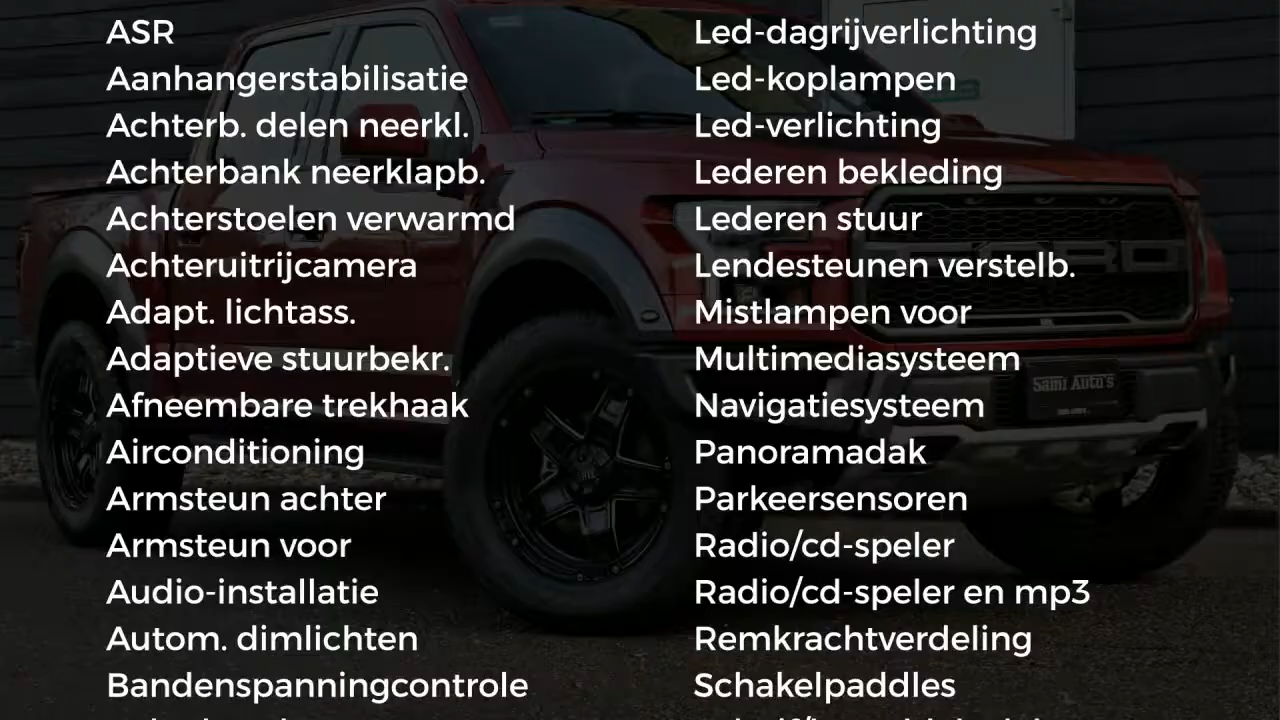 ASR
Aanhangerstabilisatie
Achterb. delen neerkl.
Achterbank neerklapb.
Achterstoelen verwarmd
Achteruitrijcamera
Adapt. lichtass.
Adaptieve stuurbekr.
Afneembare trekhaak
Airconditioning
Armsteun achter
Armsteun voor
Audio-installatie
Autom. dimlichten
Bandenspanningcontrole
Led-dagrijverlichting
Led-koplampen
Led-verlichting
Lederen bekleding
Lederen stuur
Lendesteunen verstelb.
Mistlampen voor
Multimediasysteem
Navigatiesysteem
Panoramadak
Parkeersensoren
Radio/cd-speler
Radio/cd-speler en mp3
Remkrachtverdeling
Schakelpaddles
FORD
Sami Auto's